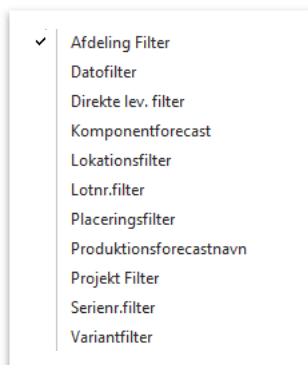 Afdeling Filter
Datofilter
Direkte lev. filter
Komponentforecast
Lokationsfilter
Lotnr.filter
Placeringsfilter
Produktionsforecastnavn
Projekt Filter
Serienr.filter
Variantfilter